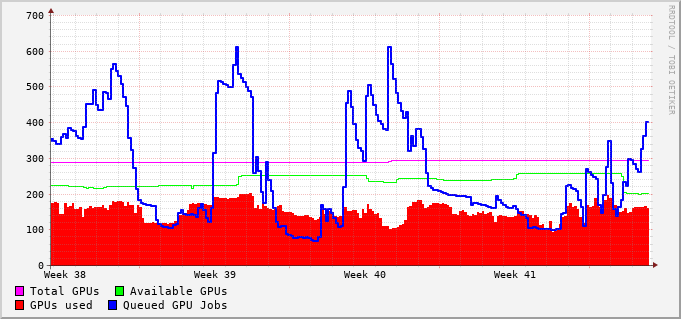 700
600
500
400
300
200
100
0
Week 38 Week 39 Week 40 Week 41
Total GPUs Available GPUs
GPUs used Queued GPU Jobs
RRDTOOL / TOBI OETIKER